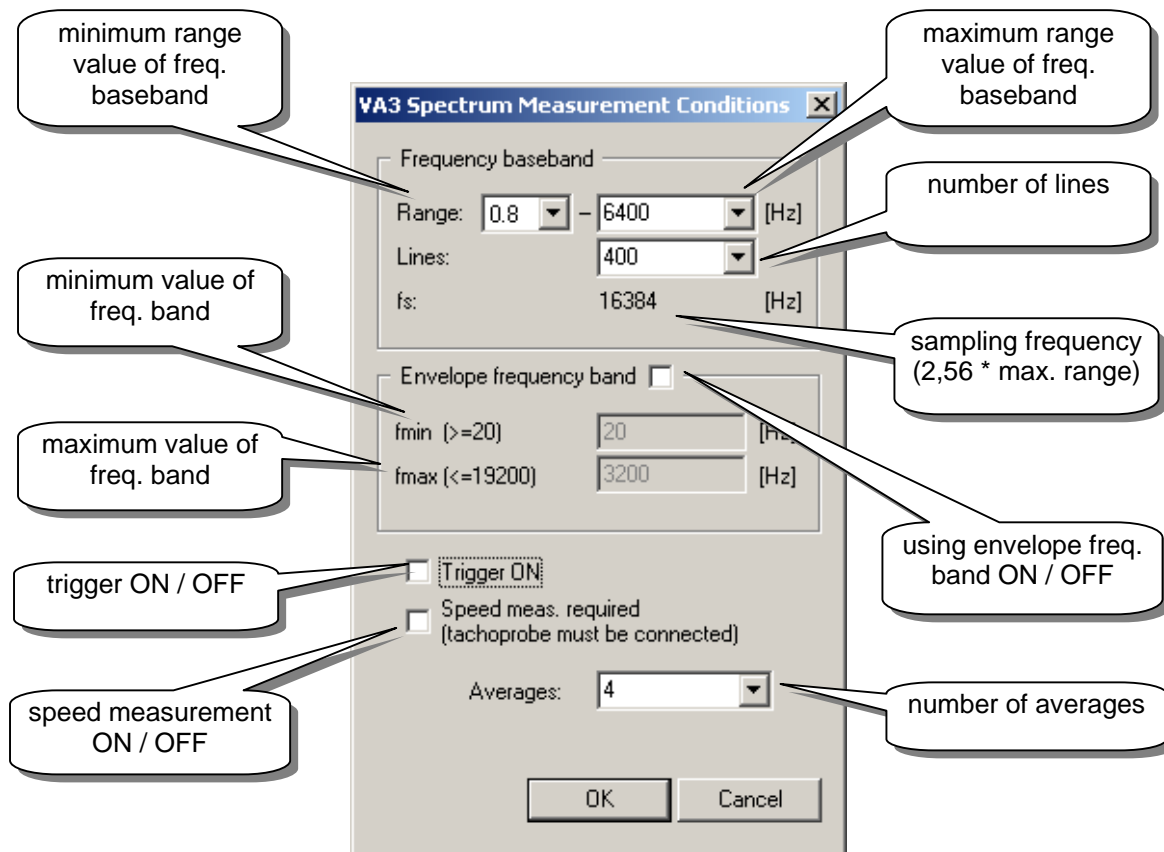 minimum range
value of freq.
baseband
maximum range
value of freq.
baseband
VA3 Spectrum Measurement Conditions
Frequency baseband
number of lines
Range: 0.8 – 6400 [Hz]
Lines: 400
minimum value of
freq. band
fs: 16384 [Hz]
sampling frequency
(2,56 * max. range)
Envelope frequency band
fmin (>=20) 20 [Hz]
maximum value of
freq. band
fmax (<=19200) 3200 [Hz]
using envelope freq.
band ON / OFF
trigger ON / OFF
Trigger ON
Speed meas. required
(tachoprobe must be connected)
Averages: 4
number of averages
speed measurement
ON / OFF
OK Cancel